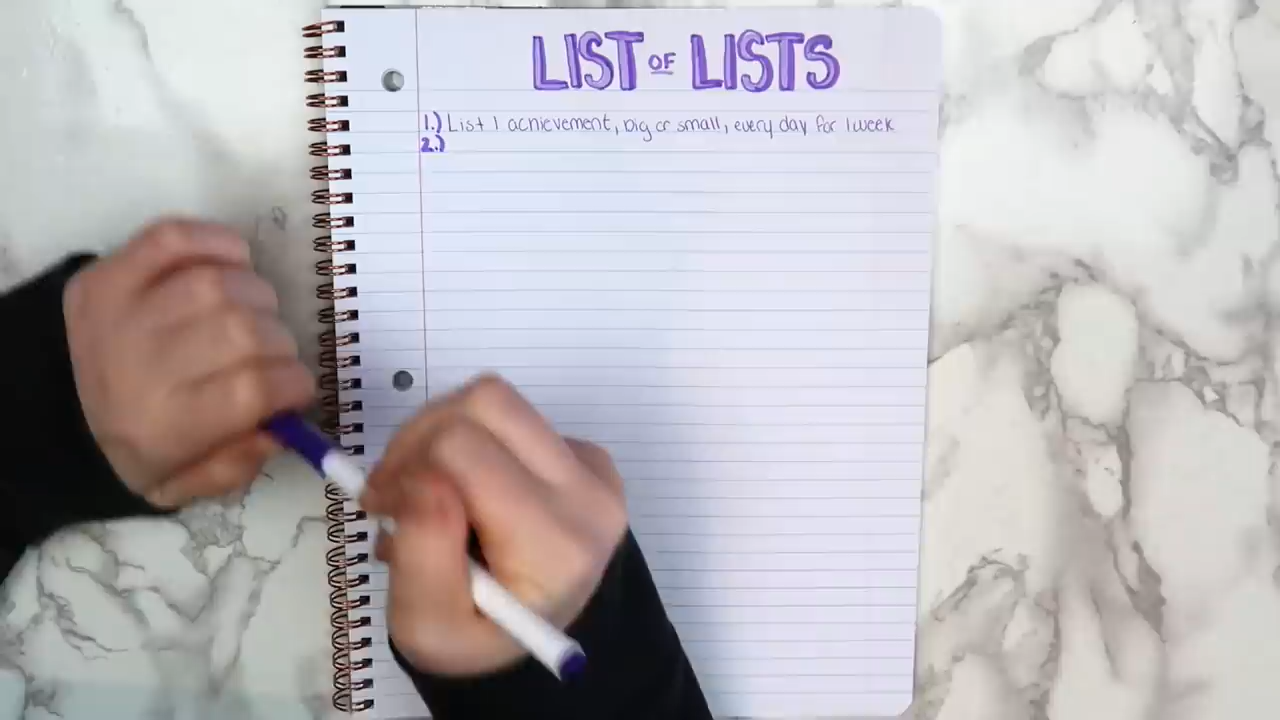 LIST OF LISTS
1.) List 1 achievement, big or small, every day for 1 week
2.)